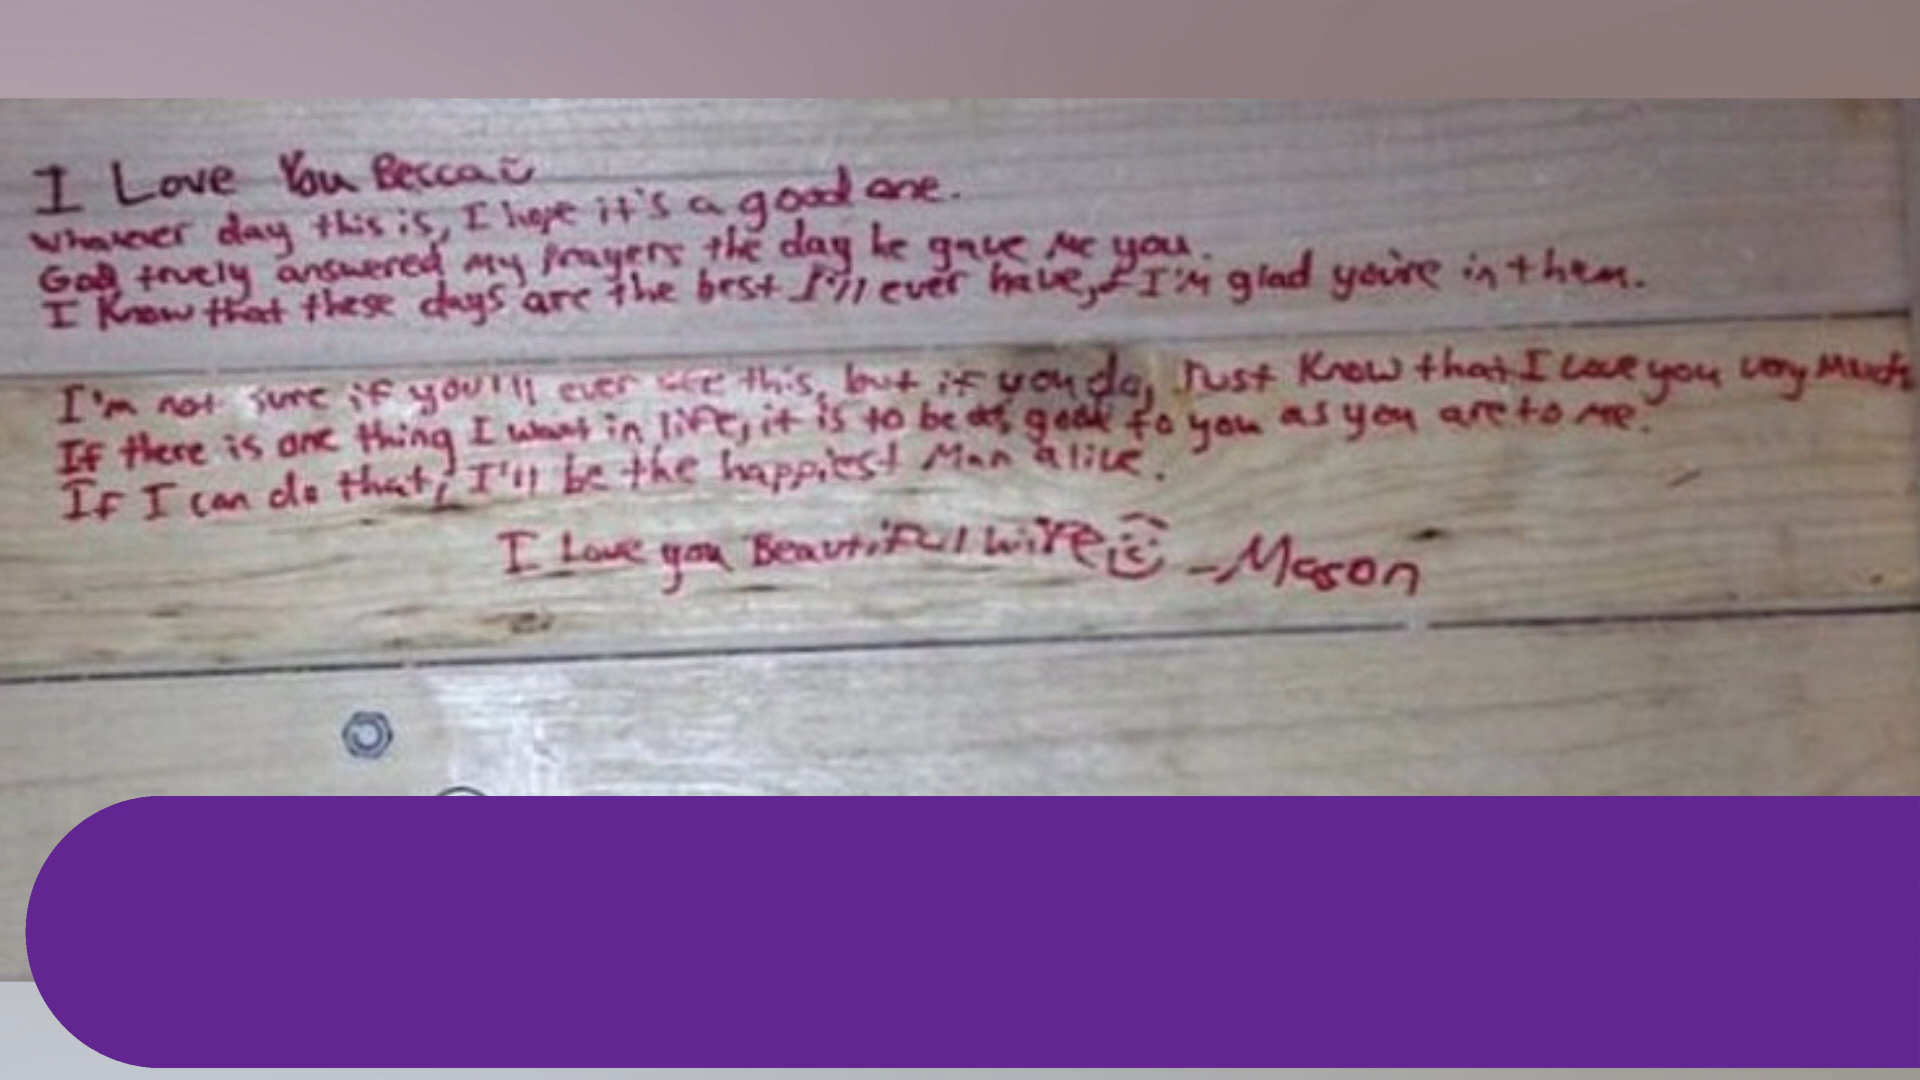 I Love You Becca
Whatever day this is, I hope it's a good one.
God truely answered my prayers the day he gave me you.
I Know that these days are the best I'll ever have, & I'm glad you're in them.
I'm not sure if you'll ever see this, but if you do, Just Know that I Love you very Much
If there is one thing I want in life, it is to be as good to you as you are to me.
If I can do that, I'll be the happiest Man alive.
I Love you Beautiful wife -Mason